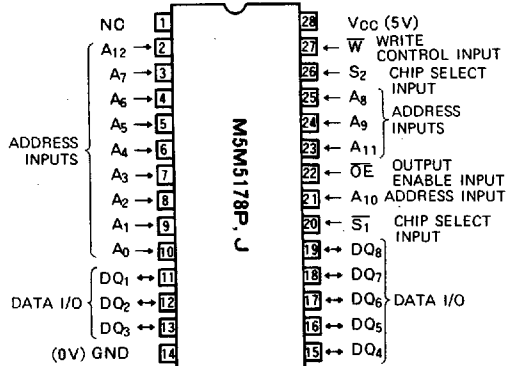 NC 1 28 VCC (5V)
A12 → 2 27 ← W̅ WRITE CONTROL INPUT
A7 → 3 26 ← S2 CHIP SELECT INPUT
A6 → 4 25 ← A8
A5 → 5 24 ← A9 ADDRESS INPUTS
ADDRESS INPUTS A4 → 6 23 ← A11
A3 → 7 22 ← O̅E̅ OUTPUT ENABLE INPUT
A2 → 8 21 ← A10 ADDRESS INPUT
A1 → 9 20 ← S̅1 CHIP SELECT INPUT
A0 → 10 19 ↔ DQ8
DQ1 ↔ 11 18 ↔ DQ7
DATA I/O DQ2 ↔ 12 17 ↔ DQ6 DATA I/O
DQ3 ↔ 13 16 ↔ DQ5
(0V) GND 14 15 ↔ DQ4
M5M5178P, J